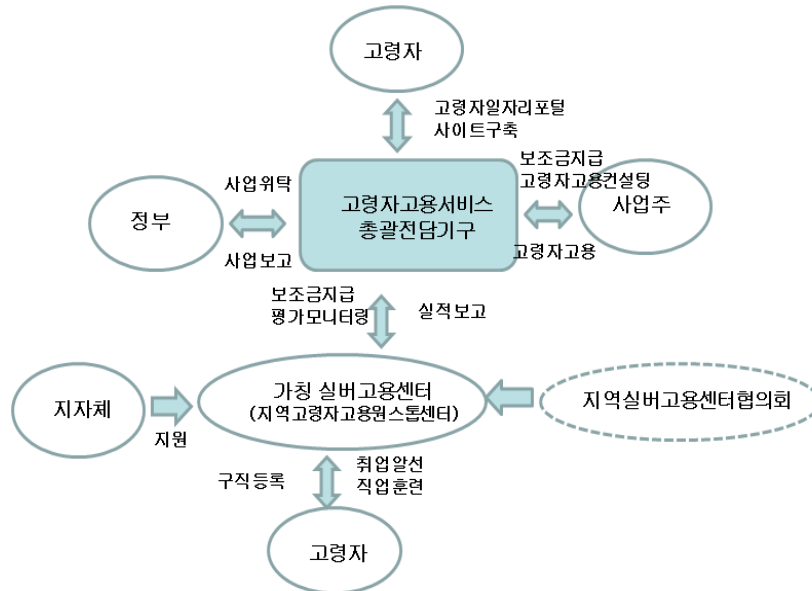 고령자
고령자일자리포털
사이트구축
보조금지급
고령자고용컨설팅
사업위탁
고령자고용서비스
총괄전담기구
정부
사업주
사업보고
고령자고용
보조금지급
평가모니터링
실적보고
가칭 실버고용센터
(지역고령자고용원스톱센터)
지자체
지원
지역실버고용센터협의회
구직등록
취업알선
직업훈련
고령자